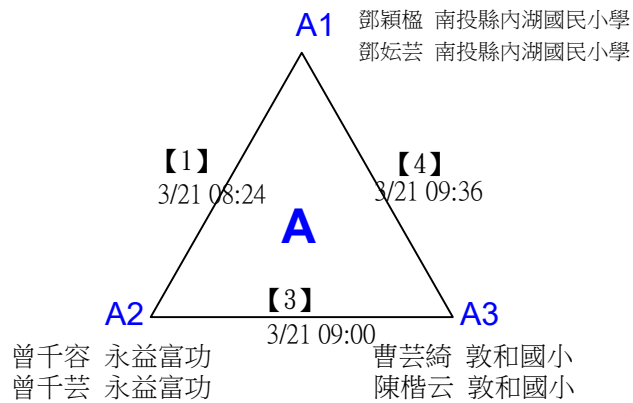 A1
鄧穎楹 南投縣內湖國民小學
鄧妘芸 南投縣內湖國民小學
【1】
3/21 08:24
【4】
3/21 09:36
A
【3】
3/21 09:00
A2
A3
曾千容 永益富功
曾千芸 永益富功
曹芸綺 敦和國小
陳楷云 敦和國小